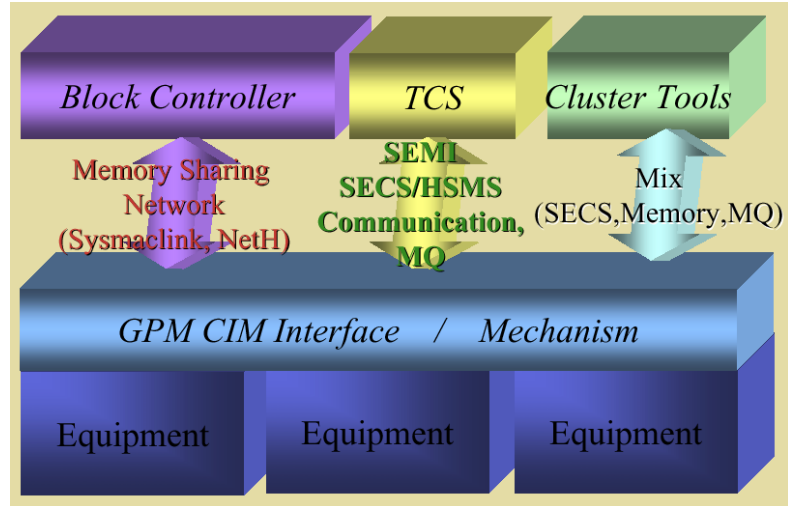 Block Controller
TCS
Cluster Tools
Memory Sharing
Network
(Sysmaclink, NetH)
SEMI
SECS/HSMS
Communication,
MQ
Mix
(SECS,Memory,MQ)
GPM CIM Interface / Mechanism
Equipment
Equipment
Equipment